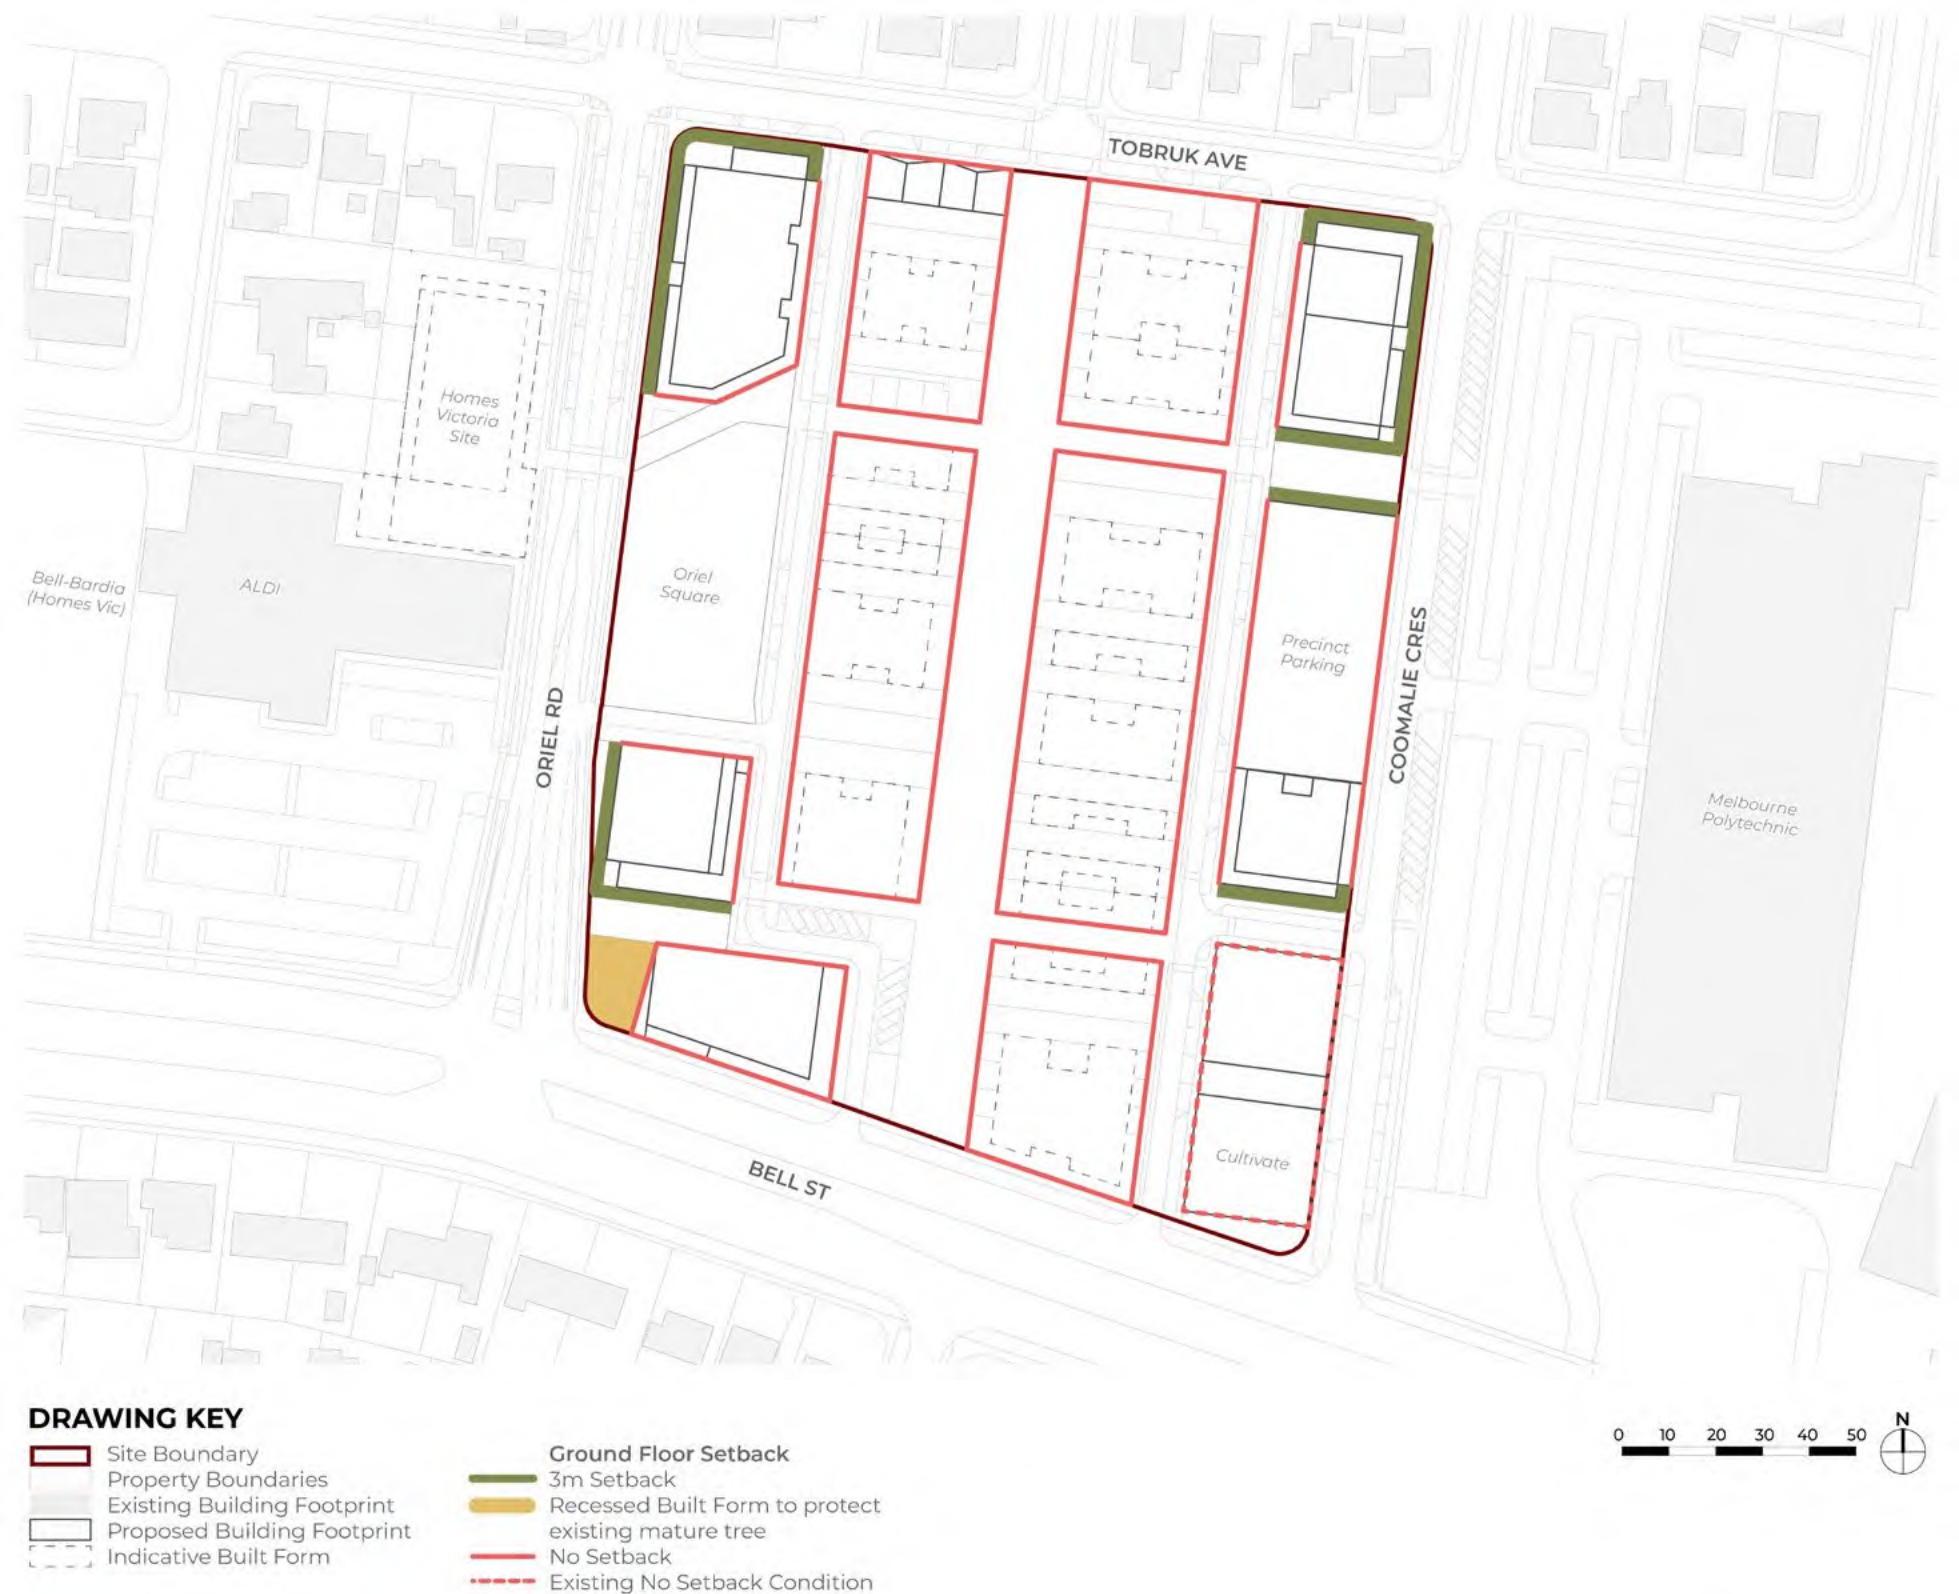 TOBRUK AVE
Homes
Victoria
Site
Bell-Bardia
(Homes Vic)
ALDI
Oriel
Square
Precinct
Parking
ORIEL RD
COOMALIE CRES
Melbourne
Polytechnic
Cultivate
BELL ST
DRAWING KEY
Site Boundary
Property Boundaries
Existing Building Footprint
Proposed Building Footprint
Indicative Built Form
Ground Floor Setback
3m Setback
Recessed Built Form to protect
existing mature tree
No Setback
Existing No Setback Condition
0 10 20 30 40 50
N